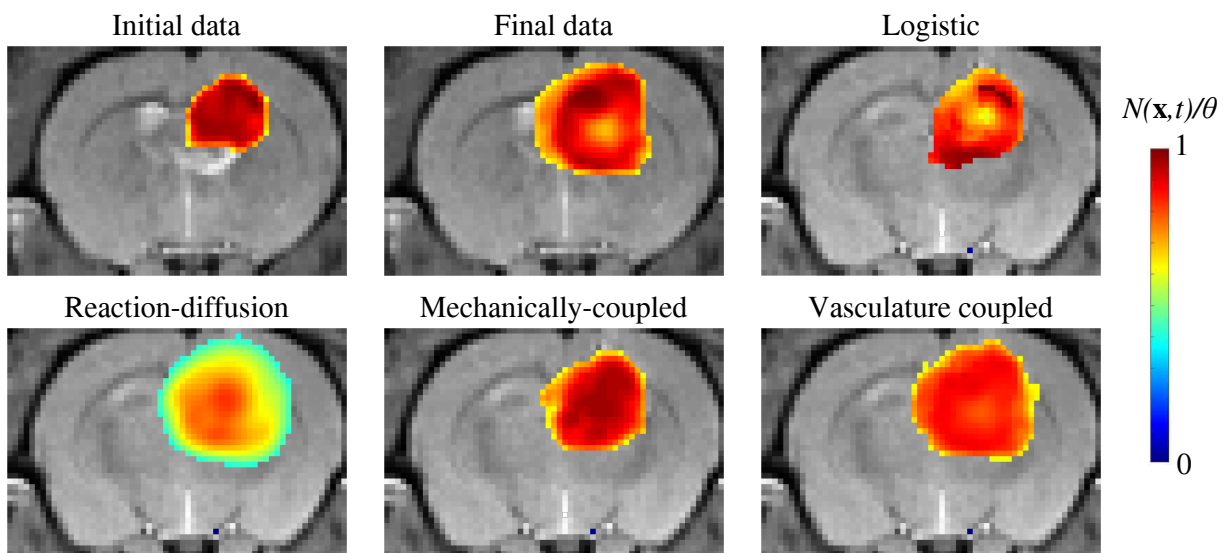 Initial data
Final data
Logistic
N(x,t)/θ
1
Reaction-diffusion
Mechanically-coupled
Vasculature coupled
0